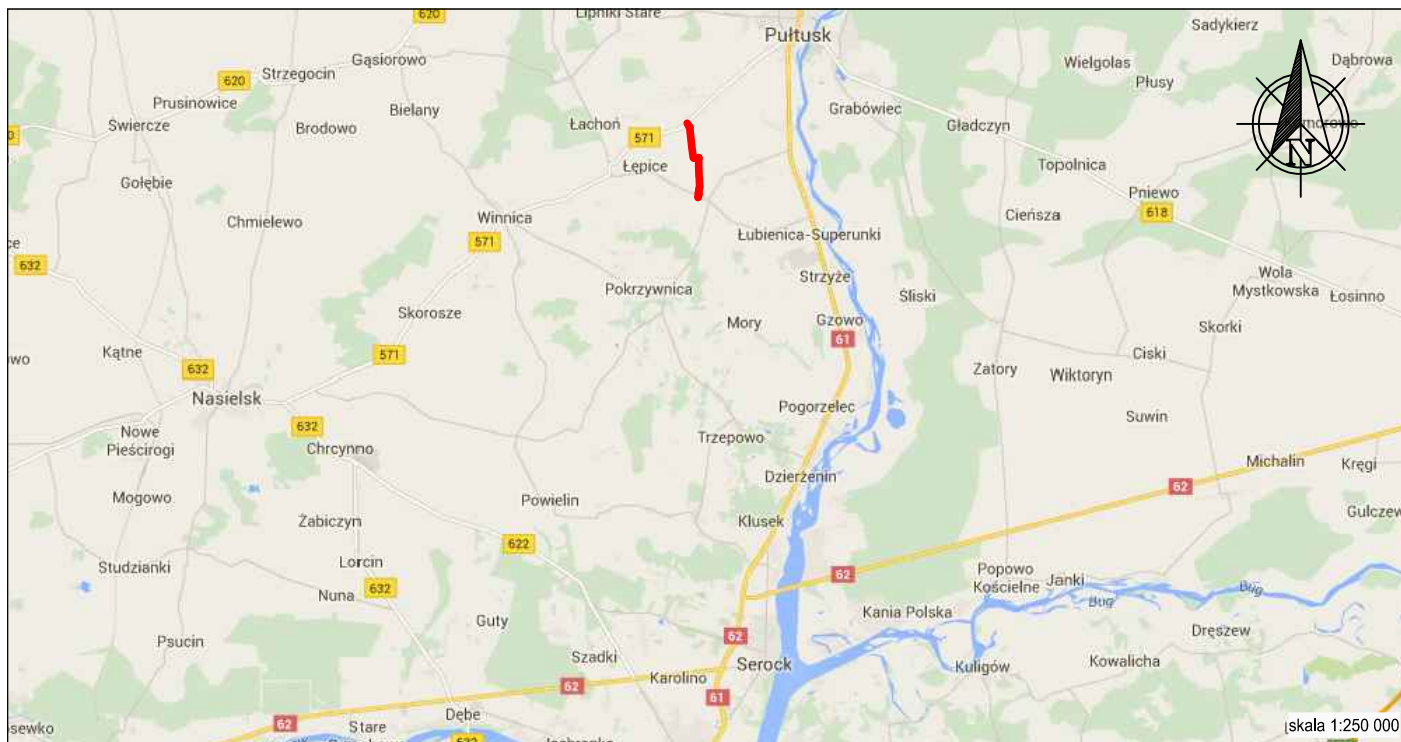 620
Lipniki Stare
Sadykierz
Pułtusk
Gąsiorowo
Wielgolas
Dąbrowa
Strzegocin
620
Płusy
Prusinowice
Bielany
Grabówiec
Świercze
Brodowo
Łachoń
571
Gładczyn
Łępice
Topolnica
N
Gołębie
Pniewo
Chmielewo
Winnica
Cieńsza
618
571
Łubienica-Superunki
632
Strzyże
Wola
Mystkowska
Łosinno
Pokrzywnica
Śliski
Skorosze
Mory
Gzowo
Skorki
61
Kątne
571
Ciski
632
Zatory
Wiktoryn
Nasielsk
Pogorzelec
Suwin
632
Nowe
Pieścirogi
Trzepowo
Chrcynno
Michalin
Kręgi
Dzierżenin
62
Mogowo
Powielin
Żabiczyn
Klusek
622
Lorcin
Studzianki
Popowo
Kościelne
62
Janki
632
Nuna
Bug
Bug
Kania Polska
Guty
62
Dręszew
Psucin
Szadki
Serock
Kuligów
Kowalicha
Karolino
62
61
Dębe
62
Stare
632
skala 1:250 000